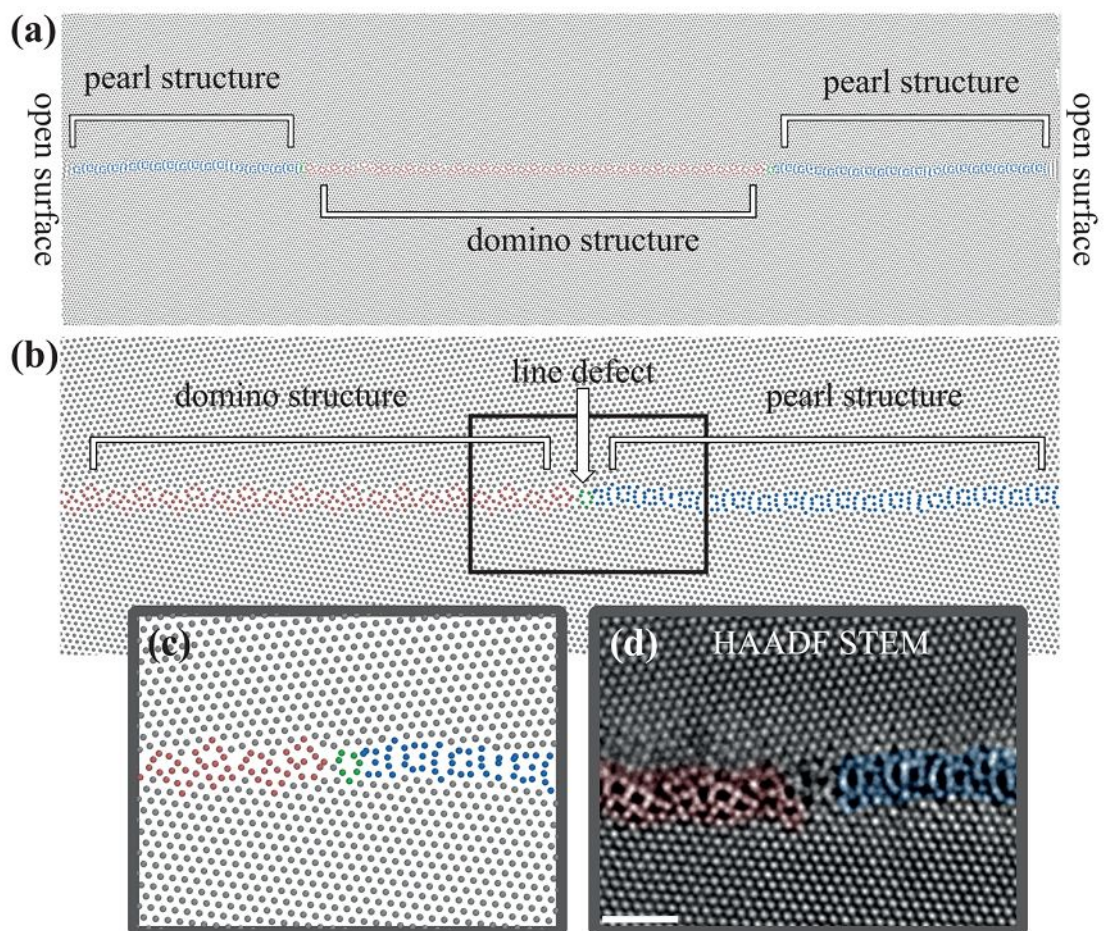 (a)
pearl structure
pearl structure
open surface
open surface
domino structure
(b)
line defect
domino structure
pearl structure
(c)
(d)
HAADF STEM